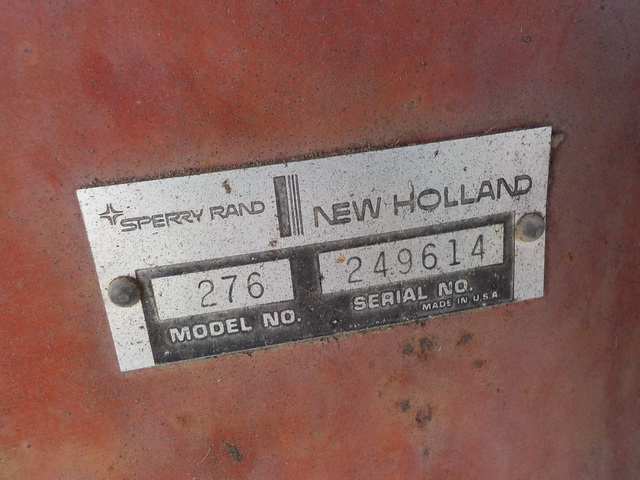 SPERRY RAND NEW HOLLAND
276 249614
MODEL NO. SERIAL NO.
MADE IN U.S.A.